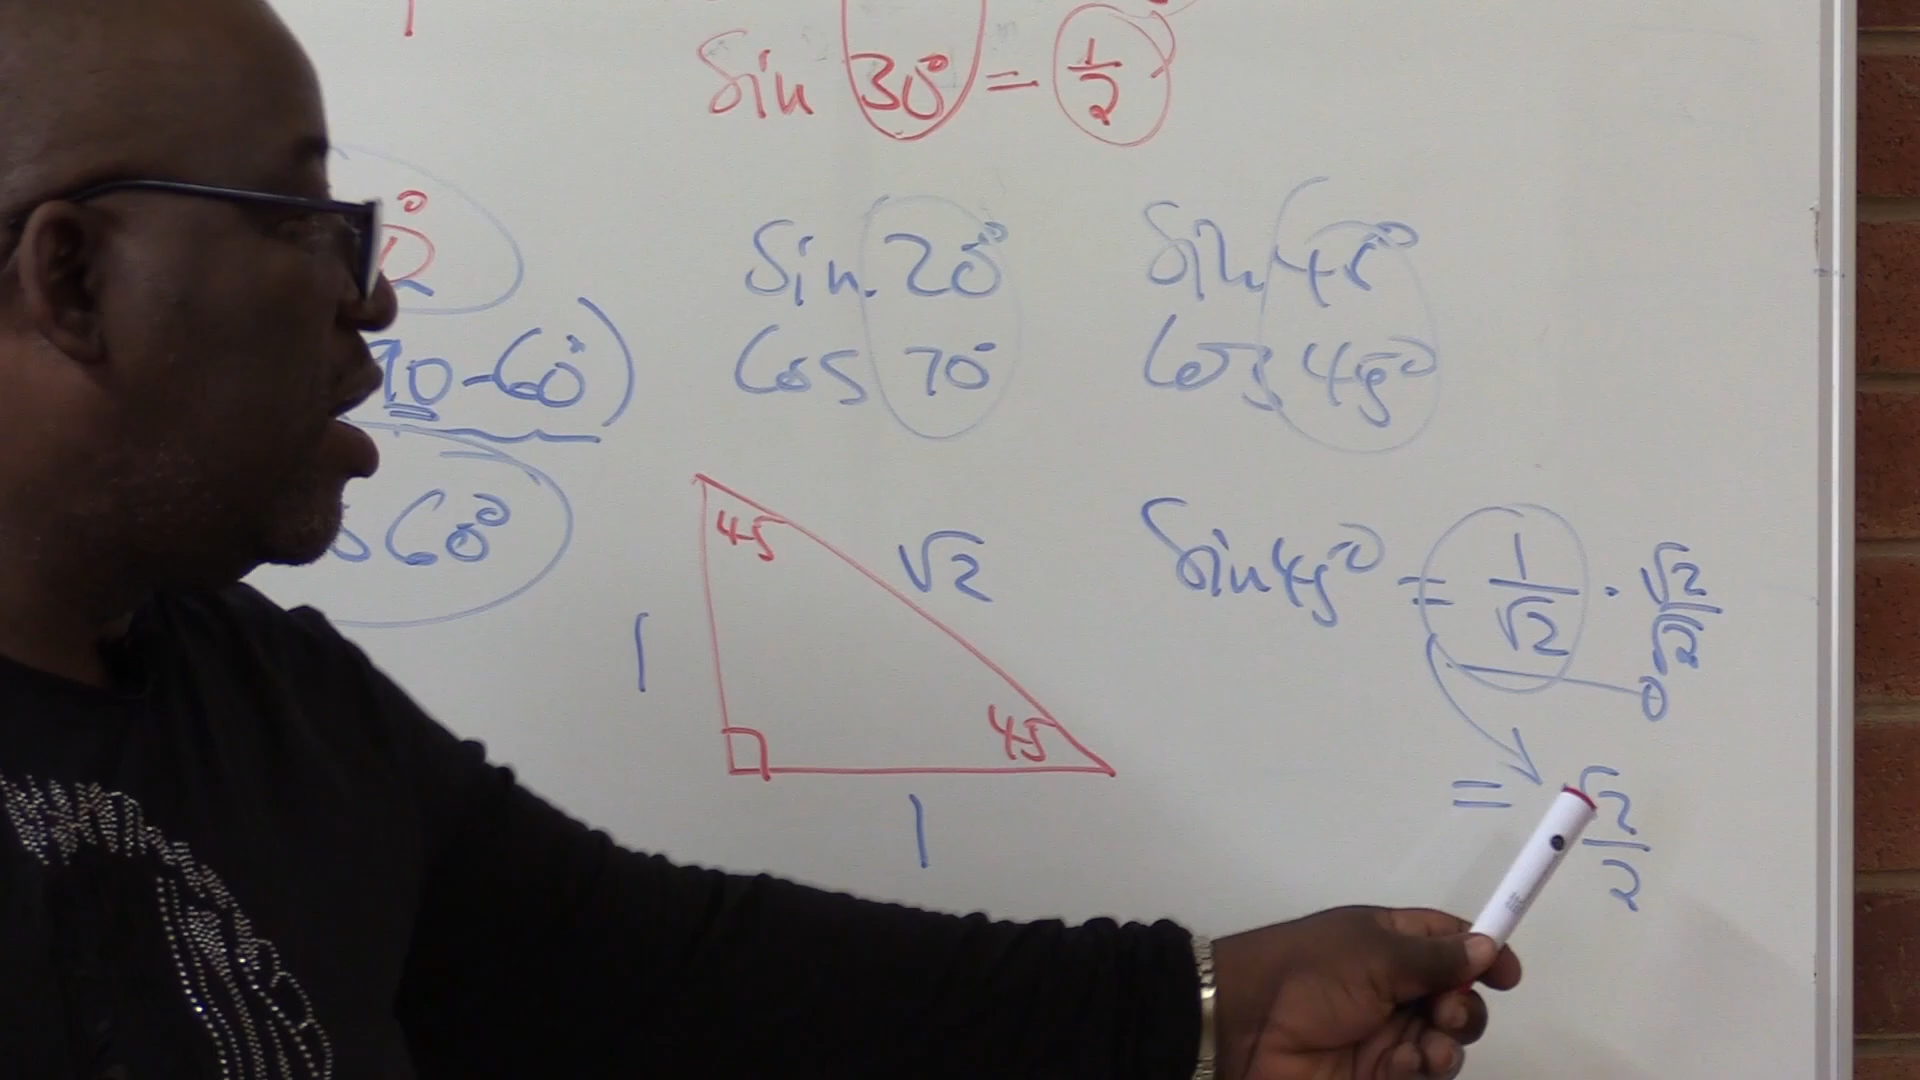 Sin 30° = 1/2
90-60°)
60°
Sin 20°
Cos 70°
Sin 45°
Cos 45°
45
√2
1
45
1
Sin 45° = 1/√2 · √2/√2
= √2/2